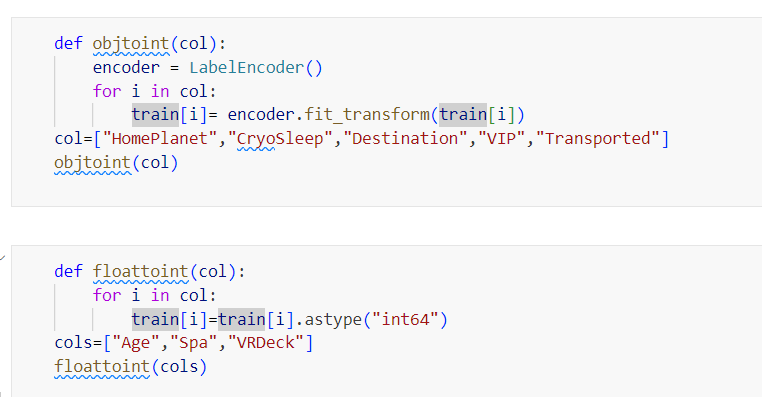 def objtoint(col):
    encoder = LabelEncoder()
    for i in col:
        train[i]= encoder.fit_transform(train[i])
col=["HomePlanet","CryoSleep","Destination","VIP","Transported"]
objtoint(col)
def floattoint(col):
    for i in col:
        train[i]=train[i].astype("int64")
cols=["Age","Spa","VRDeck"]
floattoint(cols)